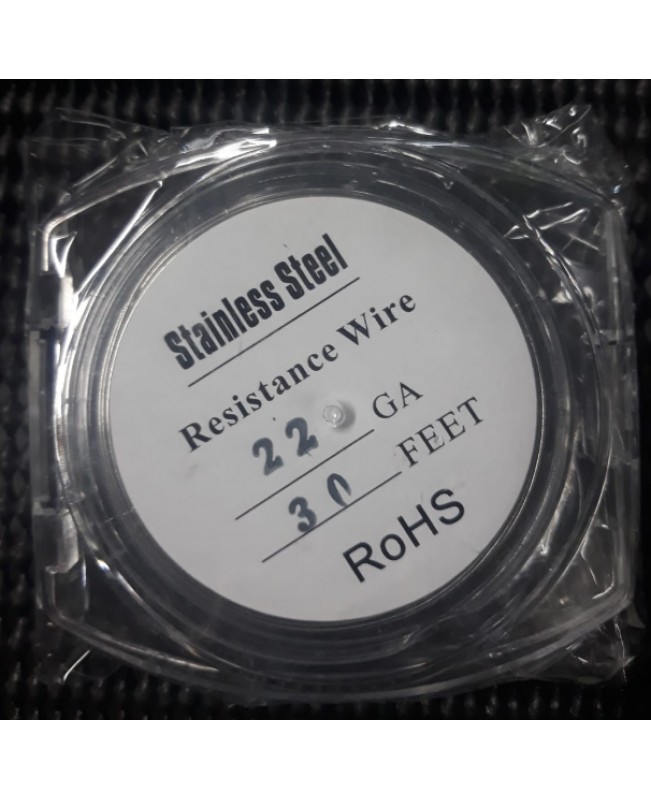 Stainless Steel
Resistance Wire
22 GA
30 FEET
RoHS